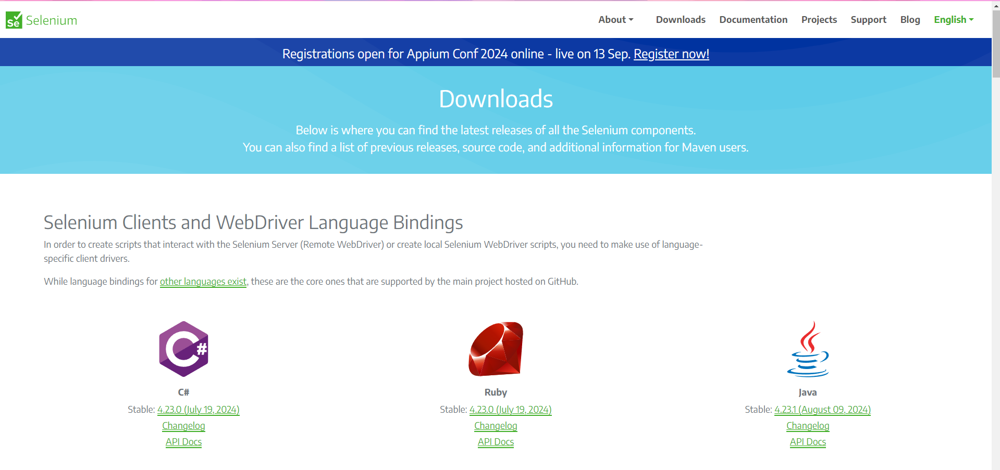 Se Selenium
About Downloads Documentation Projects Support Blog English
Registrations open for Appium Conf 2024 online - live on 13 Sep. Register now!
Downloads
Below is where you can find the latest releases of all the Selenium components.
You can also find a list of previous releases, source code, and additional information for Maven users.
Selenium Clients and WebDriver Language Bindings
In order to create scripts that interact with the Selenium Server (Remote WebDriver) or create local Selenium WebDriver scripts, you need to make use of language-
specific client drivers.
While language bindings for other languages exist, these are the core ones that are supported by the main project hosted on GitHub.
C#
C#
Stable: 4.23.0 (July 19, 2024)
Changelog
API Docs
Ruby
Stable: 4.23.0 (July 19, 2024)
Changelog
API Docs
Java
Stable: 4.23.1 (August 09, 2024)
Changelog
API Docs